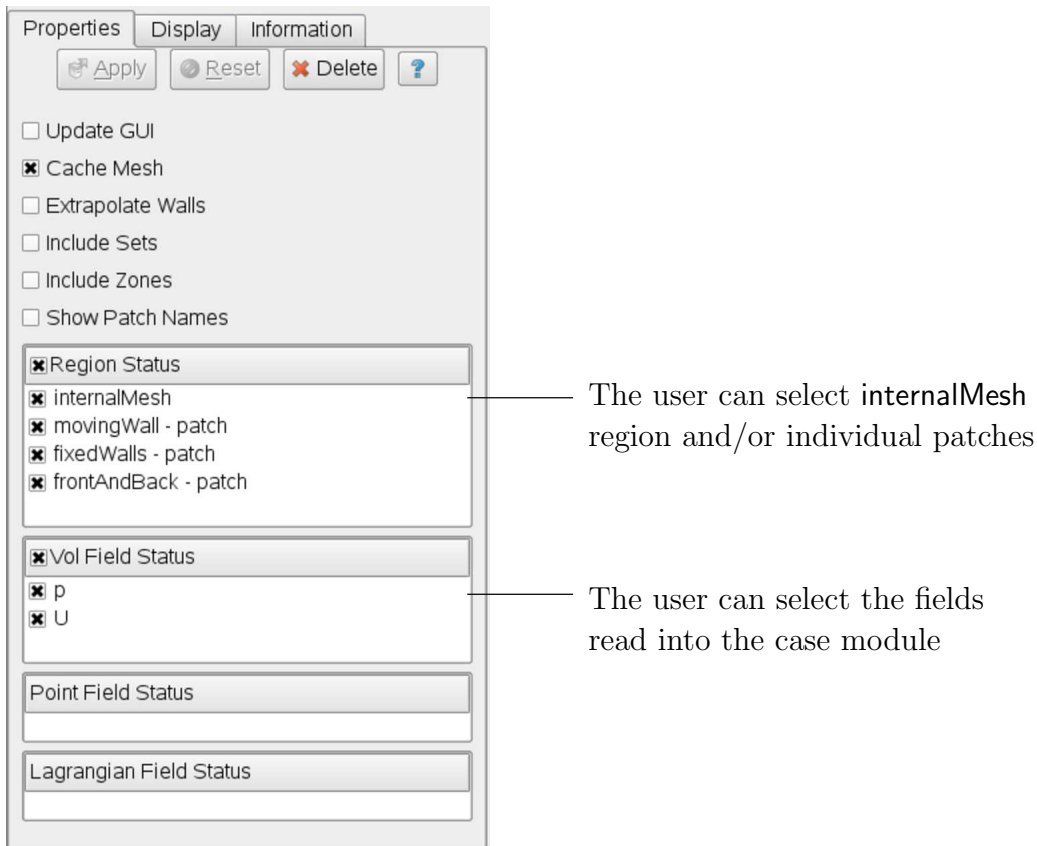 Properties Display Information
Apply Reset Delete ?
Update GUI
Cache Mesh
Extrapolate Walls
Include Sets
Include Zones
Show Patch Names
Region Status
internalMesh
movingWall - patch
fixedWalls - patch
frontAndBack - patch
The user can select internalMesh
region and/or individual patches
Vol Field Status
p
U
The user can select the fields
read into the case module
Point Field Status
Lagrangian Field Status